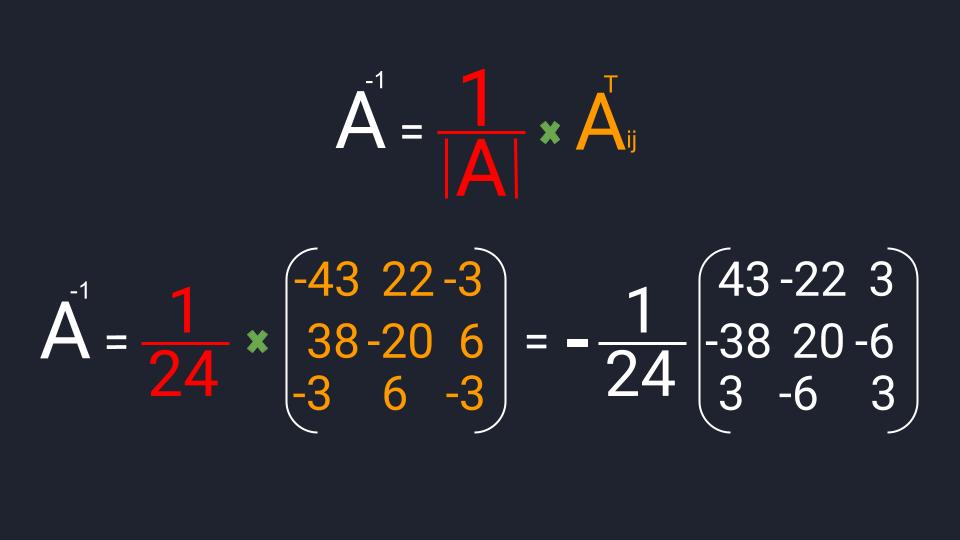 A⁻¹ = 1/|A| × Aᵀij
A⁻¹ = 1/24 × (-43 22 -3 = -1/24 (43 -22 3
38 -20 6 -38 20 -6
-3 6 -3) 3 -6 3)